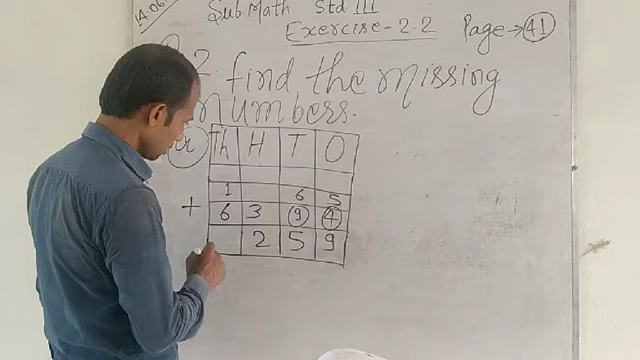 14.06
Sub Math Std III
Exercise - 2.2
Page → 41
2. find the missing
numbers.
Th H T O
1 6 5
+ 6 3 9 4
2 5 9